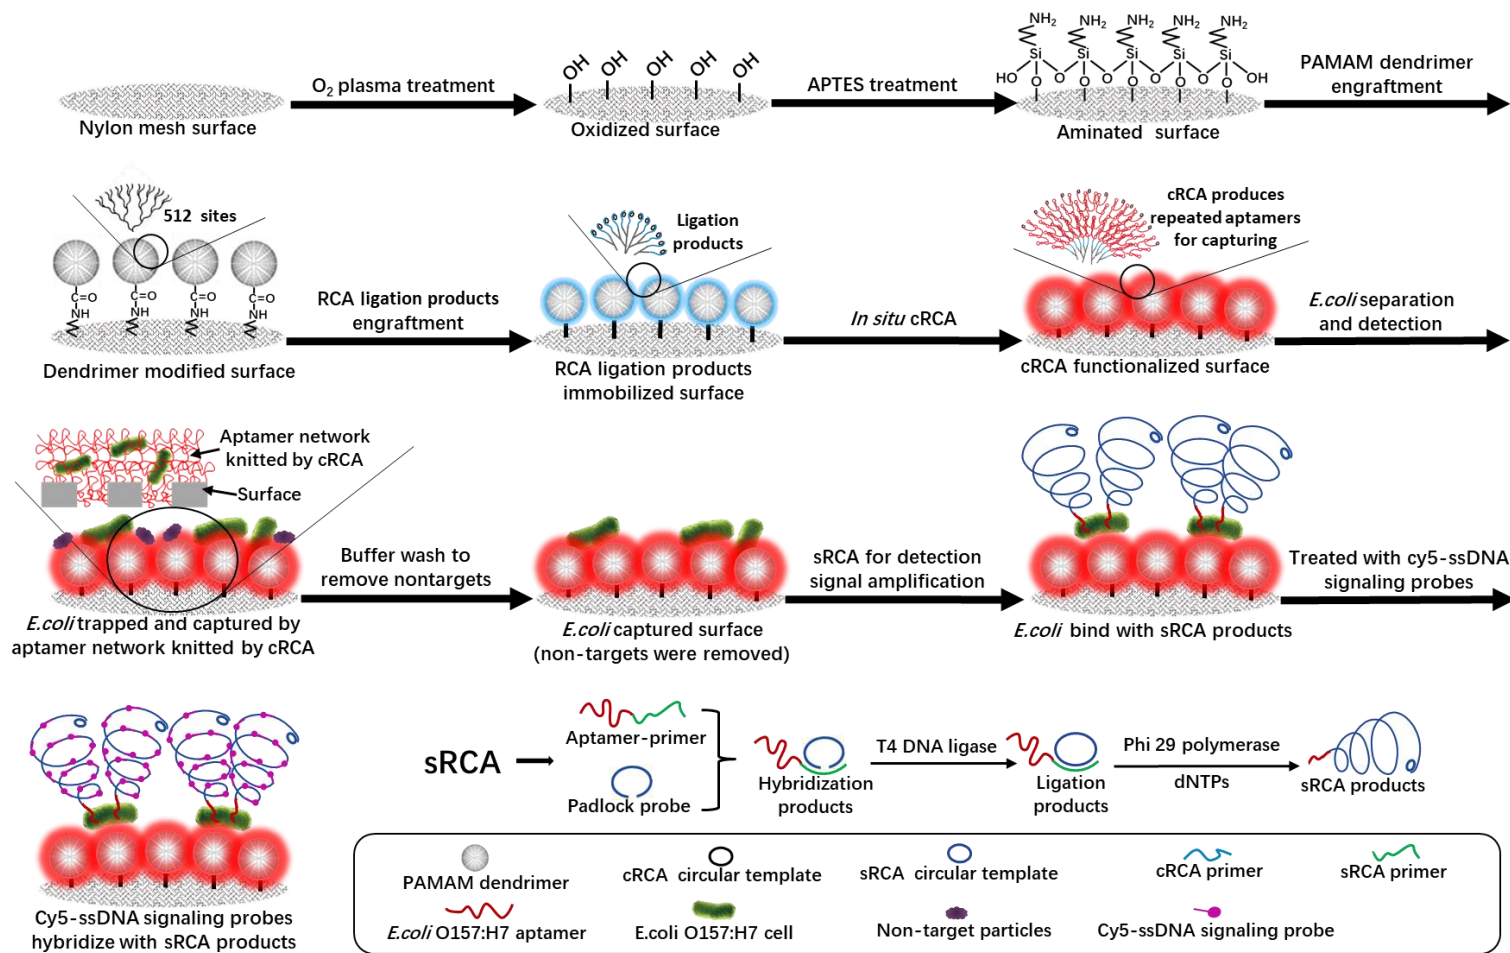 O2 plasma treatment
APTES treatment
PAMAM dendrimer
engraftment
OH OH OH OH OH
NH2 NH2 NH2 NH2 NH2
Si Si Si Si Si
HO O O O O OH
O O O O O
Nylon mesh surface
Oxidized surface
Aminated surface
512 sites
C=O C=O C=O C=O
NH NH NH NH
Dendrimer modified surface
RCA ligation products
engraftment
Ligation
products
RCA ligation products
immobilized surface
In situ cRCA
cRCA produces
repeated aptamers
for capturing
cRCA functionalized surface
E.coli separation
and detection
Aptamer network
knitted by cRCA
Surface
E.coli trapped and captured by
aptamer network knitted by cRCA
Buffer wash to
remove nontargets
E.coli captured surface
(non-targets were removed)
sRCA for detection
signal amplification
E.coli bind with sRCA products
Treated with cy5-ssDNA
signaling probes
Cy5-ssDNA signaling probes
hybridize with sRCA products
sRCA
Aptamer-primer
Padlock probe
Hybridization
products
T4 DNA ligase
Ligation
products
Phi 29 polymerase
dNTPs
sRCA products
PAMAM dendrimer
cRCA circular template
sRCA circular template
cRCA primer
sRCA primer
E.coli O157:H7 aptamer
E.coli O157:H7 cell
Non-target particles
Cy5-ssDNA signaling probe